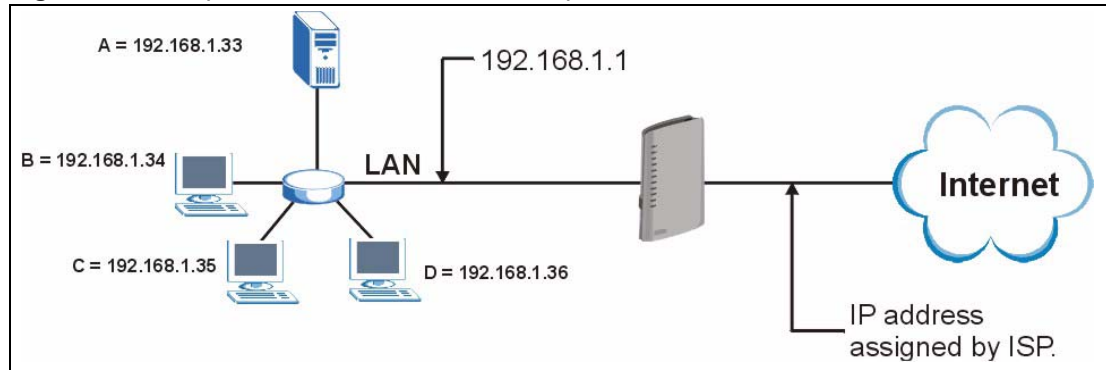 A = 192.168.1.33
192.168.1.1
B = 192.168.1.34
LAN
Internet
C = 192.168.1.35
D = 192.168.1.36
IP address
assigned by ISP.